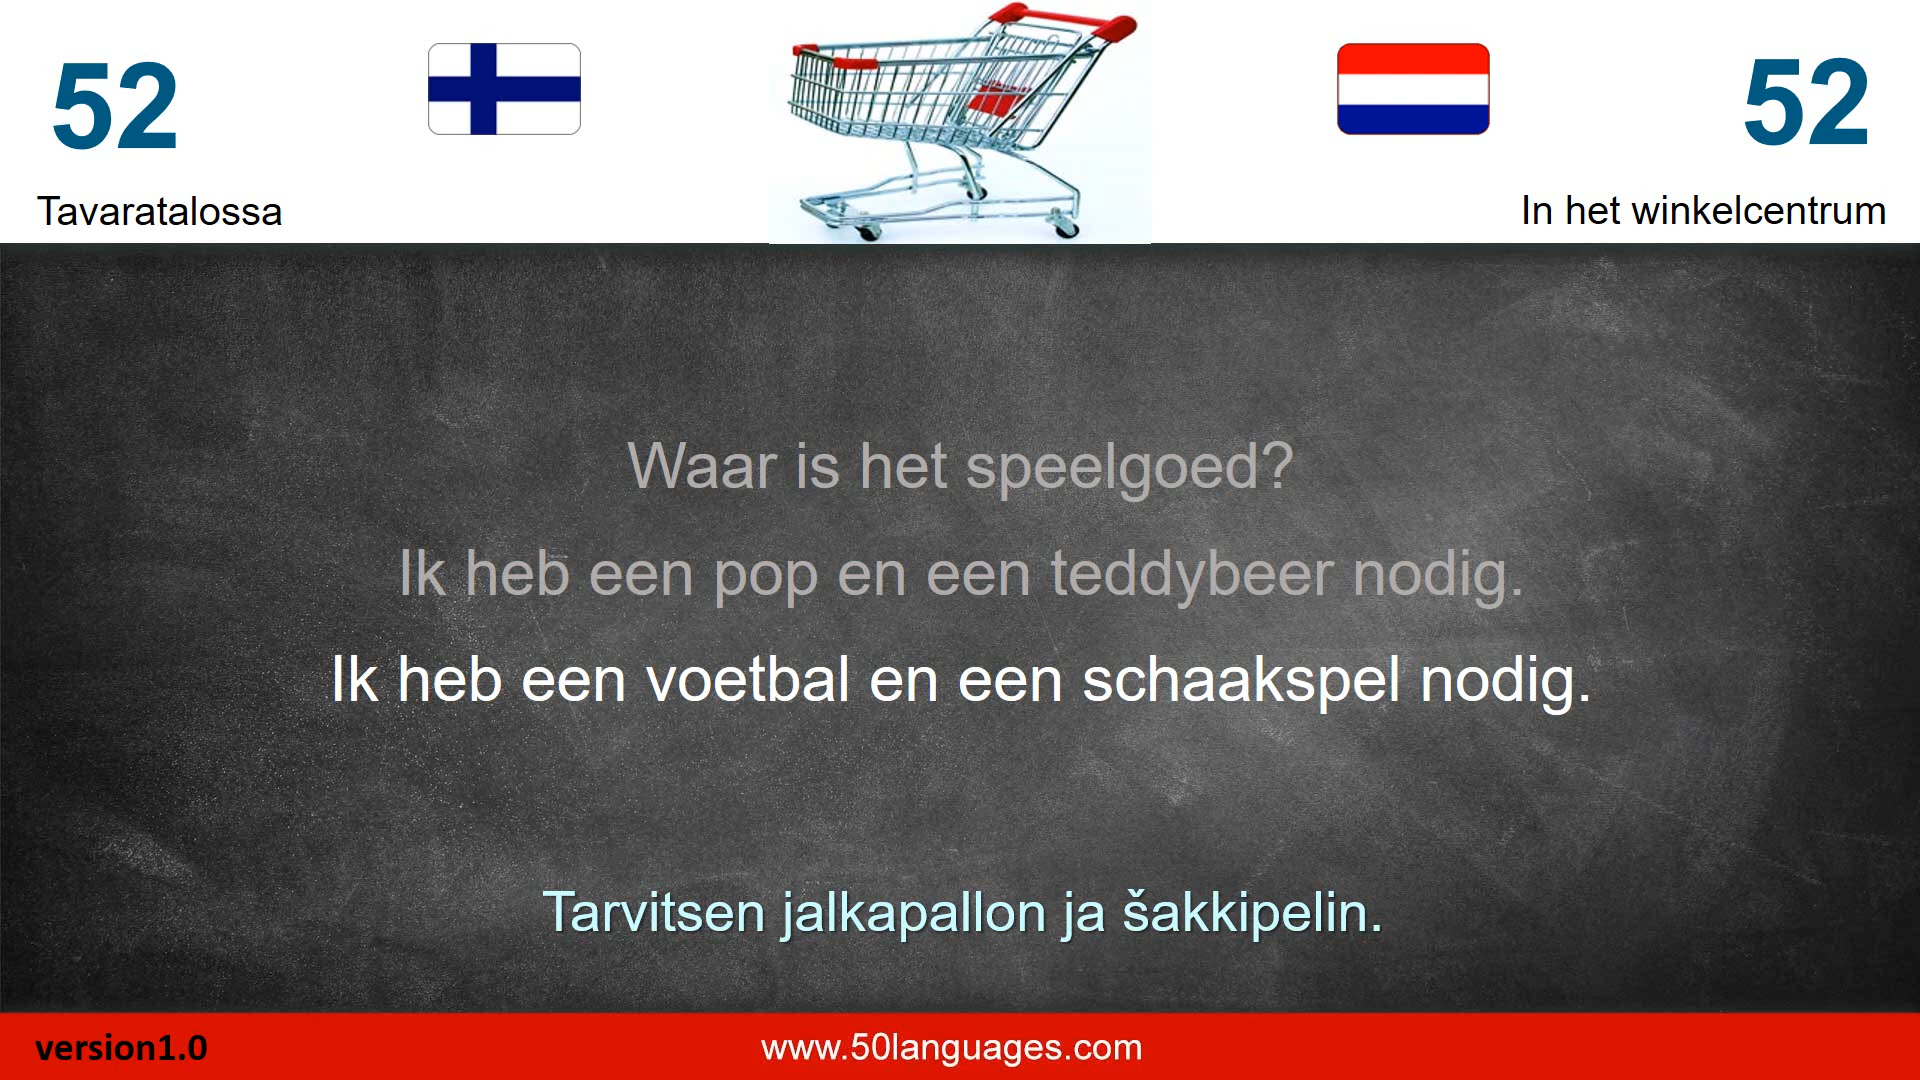 52
52
Tavaratalossa
In het winkelcentrum
Waar is het speelgoed?
Ik heb een pop en een teddybeer nodig.
Ik heb een voetbal en een schaakspel nodig.
Tarvitsen jalkapallon ja šakkipelin.
version1.0
www.50languages.com